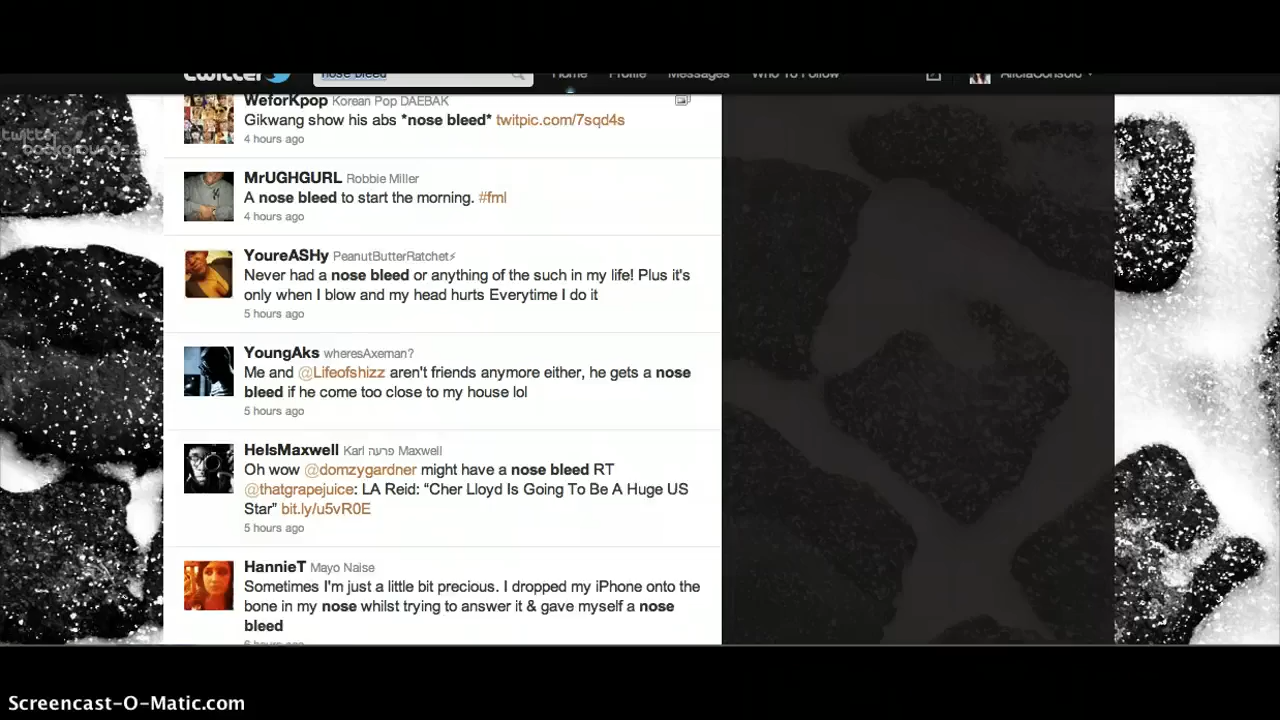 twitter
nose bleed
Home Profile Messages Who To Follow AliciaConsold
twitter
backgrounds
WeforKpop Korean Pop DAEBAK
Gikwang show his abs *nose bleed* twitpic.com/7sqd4s
4 hours ago
MrUGHGURL Robbie Miller
A nose bleed to start the morning. #fml
4 hours ago
YoureASHy PeanutButterRatchet⚡
Never had a nose bleed or anything of the such in my life! Plus it's
only when I blow and my head hurts Everytime I do it
5 hours ago
YoungAks wheresAxeman?
Me and @Lifeofshizz aren't friends anymore either, he gets a nose
bleed if he come too close to my house lol
5 hours ago
HeIsMaxwell Karl פרעה Maxwell
Oh wow @domzygardner might have a nose bleed RT
@thatgrapejuice: LA Reid: “Cher Lloyd Is Going To Be A Huge US
Star” bit.ly/u5vR0E
5 hours ago
HannieT Mayo Naise
Sometimes I'm just a little bit precious. I dropped my iPhone onto the
bone in my nose whilst trying to answer it & gave myself a nose
bleed
Screencast-O-Matic.com